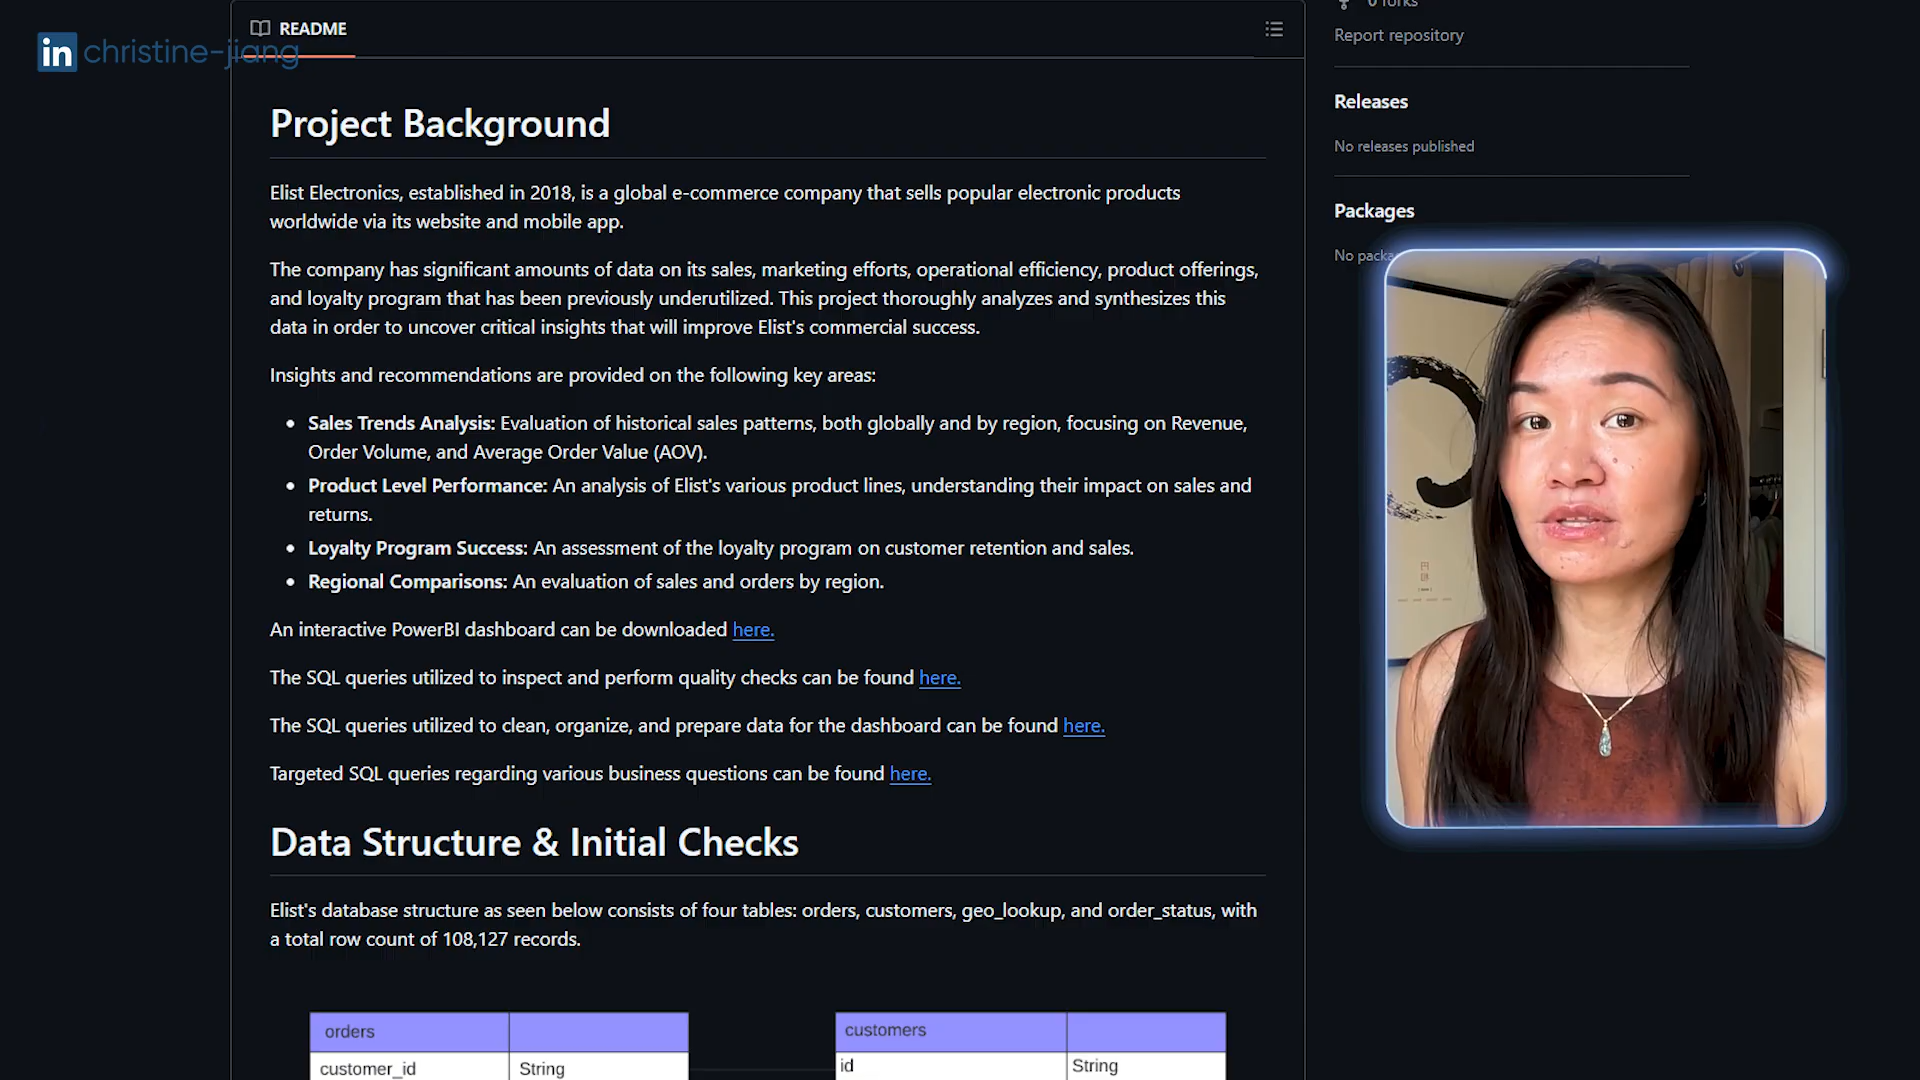 0 forks
README
Report repository
in christine-jiang
Releases
Project Background
No releases published
Elist Electronics, established in 2018, is a global e-commerce company that sells popular electronic products
worldwide via its website and mobile app.
Packages
No packa
The company has significant amounts of data on its sales, marketing efforts, operational efficiency, product offerings,
and loyalty program that has been previously underutilized. This project thoroughly analyzes and synthesizes this
data in order to uncover critical insights that will improve Elist's commercial success.
Insights and recommendations are provided on the following key areas:
Sales Trends Analysis: Evaluation of historical sales patterns, both globally and by region, focusing on Revenue,
Order Volume, and Average Order Value (AOV).
Product Level Performance: An analysis of Elist's various product lines, understanding their impact on sales and
returns.
Loyalty Program Success: An assessment of the loyalty program on customer retention and sales.
Regional Comparisons: An evaluation of sales and orders by region.
An interactive PowerBI dashboard can be downloaded here.
The SQL queries utilized to inspect and perform quality checks can be found here.
The SQL queries utilized to clean, organize, and prepare data for the dashboard can be found here.
Targeted SQL queries regarding various business questions can be found here.
Data Structure & Initial Checks
Elist's database structure as seen below consists of four tables: orders, customers, geo_lookup, and order_status, with
a total row count of 108,127 records.
orders
customers
customer_id String
id String